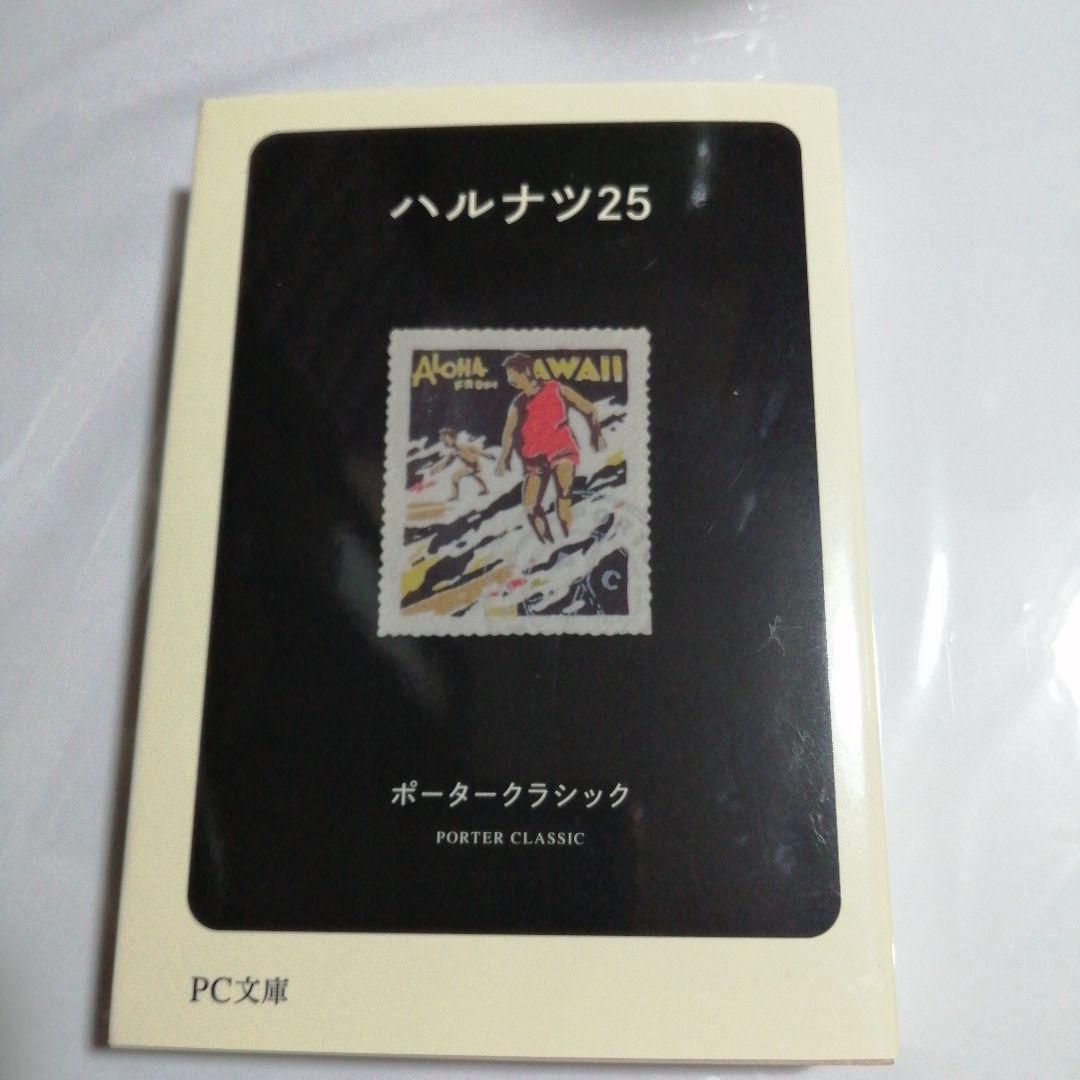 ハルナツ25
ALOHA
FROM
HAWAII
ポータークラシック
PORTER CLASSIC
PC文庫